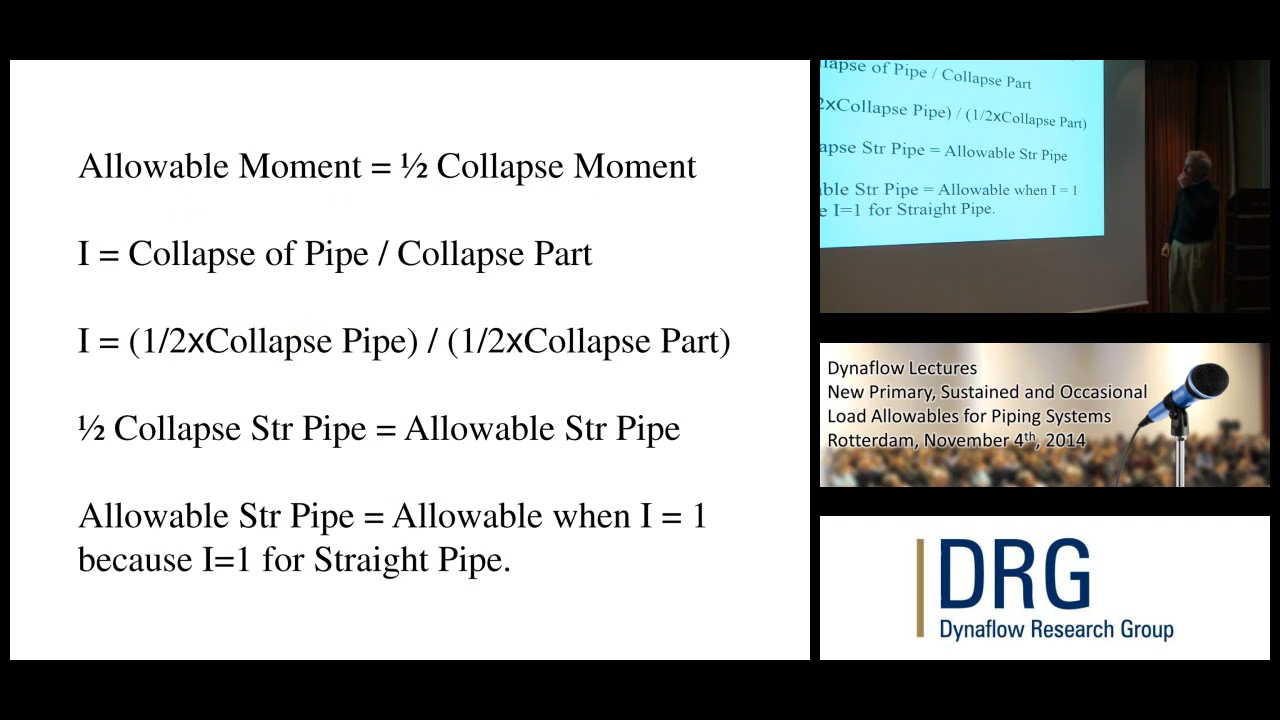 Allowable Moment = ½ Collapse Moment
I = Collapse of Pipe / Collapse Part
I = (1/2xCollapse Pipe) / (1/2xCollapse Part)
½ Collapse Str Pipe = Allowable Str Pipe
Allowable Str Pipe = Allowable when I = 1
because I=1 for Straight Pipe.
llapse of Pipe / Collapse Part
2xCollapse Pipe) / (1/2xCollapse Part)
apse Str Pipe = Allowable Str Pipe
ble Str Pipe = Allowable when I = 1
e I=1 for Straight Pipe.
Dynaflow Lectures
New Primary, Sustained and Occasional
Load Allowables for Piping Systems
Rotterdam, November 4th, 2014
DRG
Dynaflow Research Group